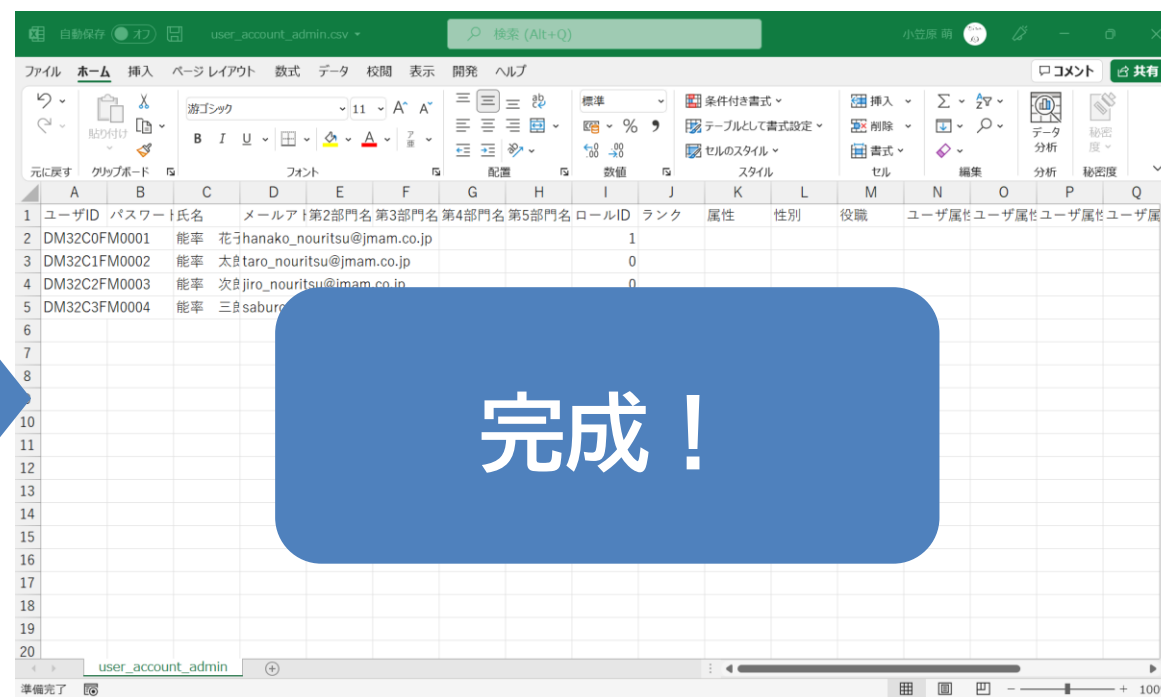 自動保存 オフ user_account_admin.csv 検索 (Alt+Q) 小笠原 萌
ファイル ホーム 挿入 ページ レイアウト 数式 データ 校閲 表示 開発 ヘルプ コメント 共有
貼り付け 游ゴシック 11 A^ A˅ ab 標準 条件付き書式 挿入 Σ データ分析 秘密度
B I U A ア亜 % 9 テーブルとして書式設定 削除
.00 .00 セルのスタイル 書式
元に戻す クリップボード フォント 配置 数値 スタイル セル 編集 分析 秘密度
A B C D E F G H I J K L M N O P Q
1 ユーザID パスワート 氏名 メールアト 第2部門名 第3部門名 第4部門名 第5部門名 ロールID ランク 属性 性別 役職 ユーザ属性 ユーザ属性 ユーザ属性 ユーザ属
2 DM32C0FM0001 能率 花子 hanako_nouritsu@jmam.co.jp 1
3 DM32C1FM0002 能率 太郎 taro_nouritsu@jmam.co.jp 0
4 DM32C2FM0003 能率 次郎 jiro_nouritsu@jmam.co.jp 0
5 DM32C3FM0004 能率 三郎
6
7
8
完成！
10
11
12
13
14
15
16
17
18
19
20
user_account_admin
準備完了 100